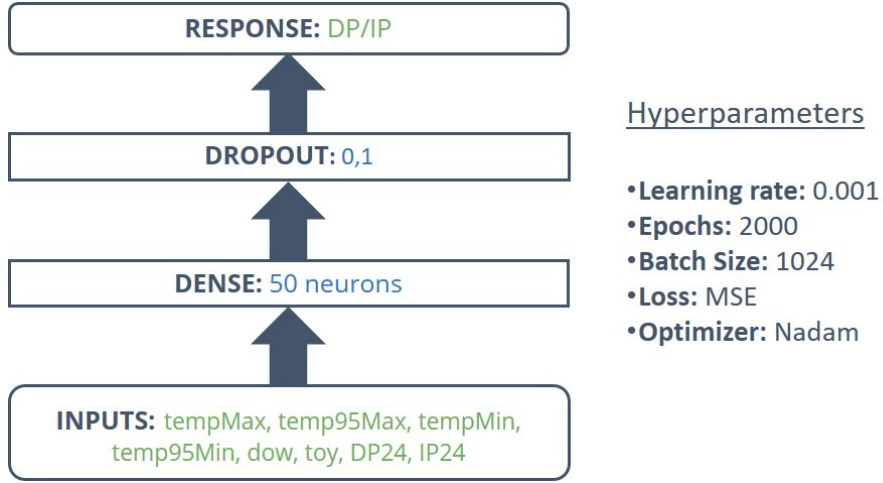 RESPONSE: DP/IP
DROPOUT: 0,1
DENSE: 50 neurons
INPUTS: tempMax, temp95Max, tempMin,
temp95Min, dow, toy, DP24, IP24
Hyperparameters
•Learning rate: 0.001
•Epochs: 2000
•Batch Size: 1024
•Loss: MSE
•Optimizer: Nadam